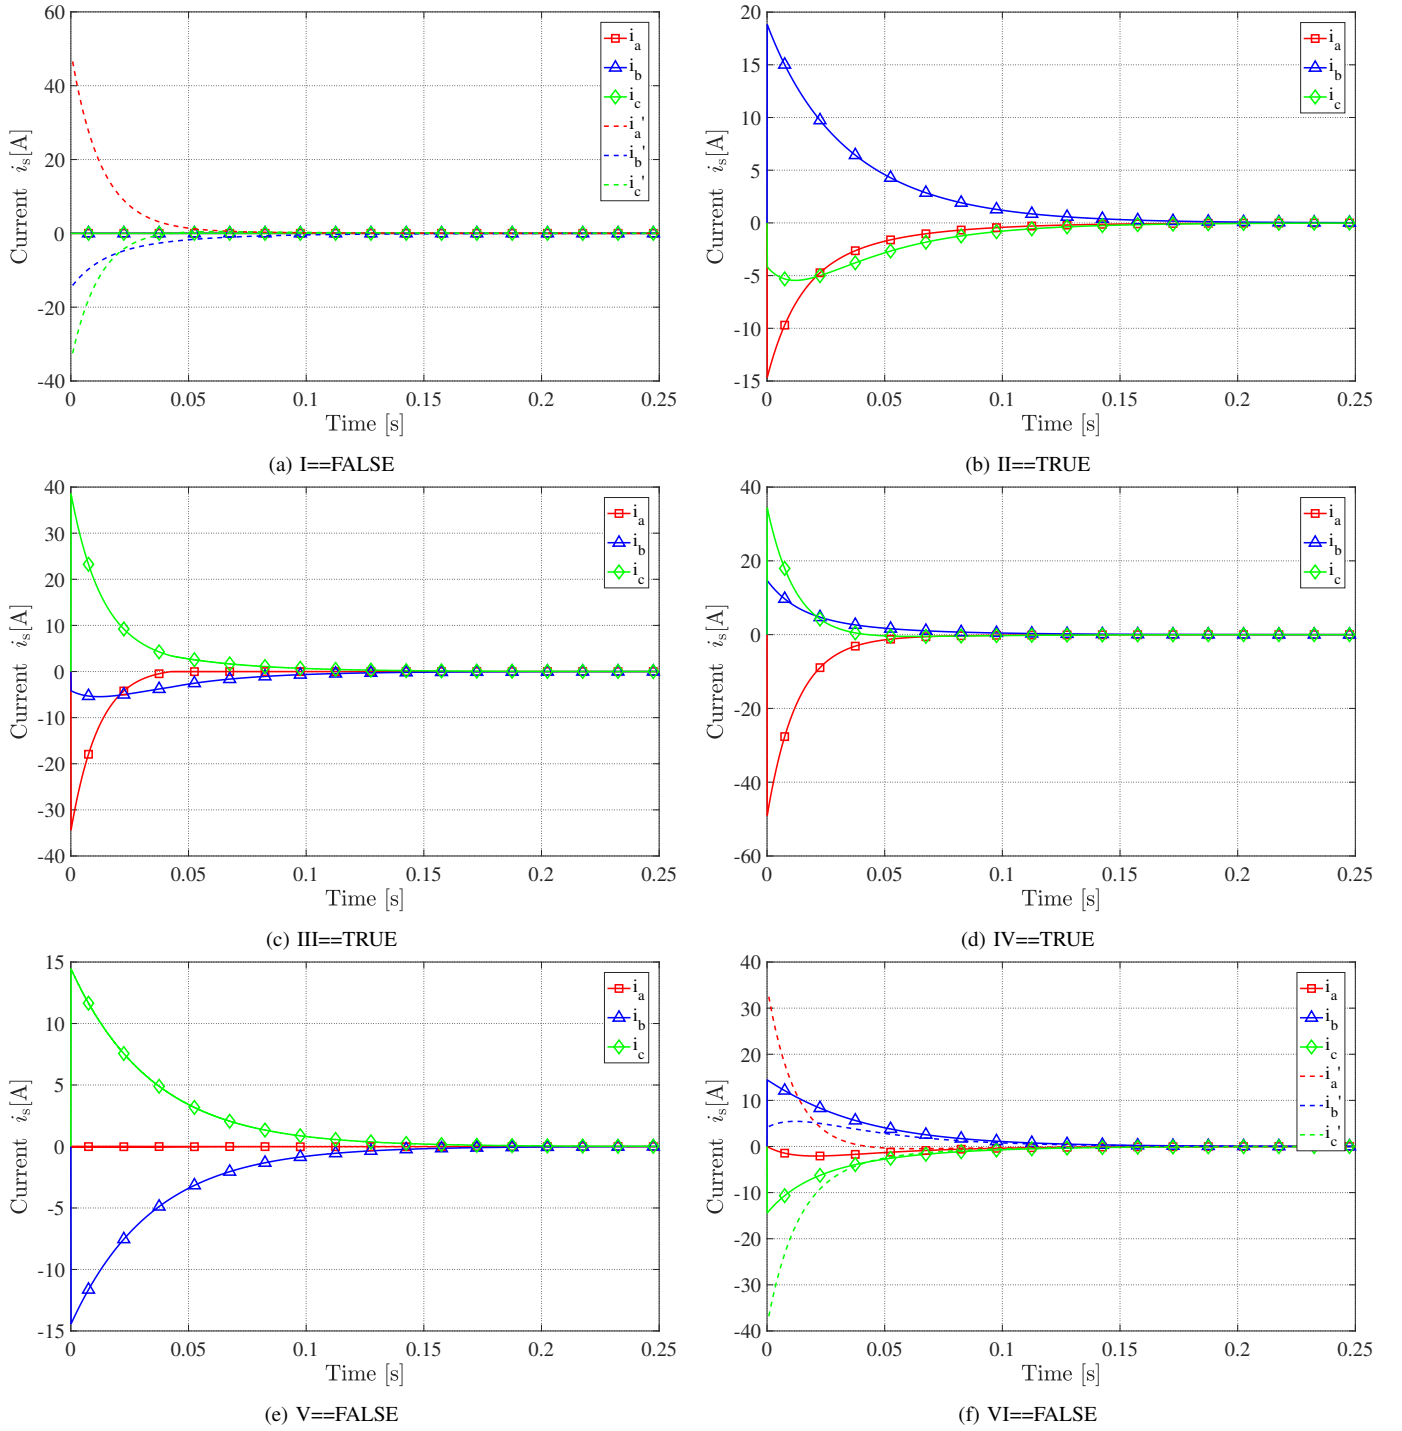 60
40
20
0
-20
-40
0
0.05
0.1
0.15
0.2
0.25
Current i_s[A]
Time [s]
i_a
i_b
i_c
i_a'
i_b'
i_c'
(a) I==FALSE
20
15
10
5
0
-5
-10
-15
0
0.05
0.1
0.15
0.2
0.25
Current i_s[A]
Time [s]
i_a
i_b
i_c
(b) II==TRUE
40
30
20
10
0
-10
-20
-30
-40
0
0.05
0.1
0.15
0.2
0.25
Current i_s[A]
Time [s]
i_a
i_b
i_c
(c) III==TRUE
40
20
0
-20
-40
-60
0
0.05
0.1
0.15
0.2
0.25
Current i_s[A]
Time [s]
i_a
i_b
i_c
(d) IV==TRUE
15
10
5
0
-5
-10
-15
0
0.05
0.1
0.15
0.2
0.25
Current i_s[A]
Time [s]
i_a
i_b
i_c
(e) V==FALSE
40
30
20
10
0
-10
-20
-30
-40
0
0.05
0.1
0.15
0.2
0.25
Current i_s[A]
Time [s]
i_a
i_b
i_c
i_a'
i_b'
i_c'
(f) VI==FALSE